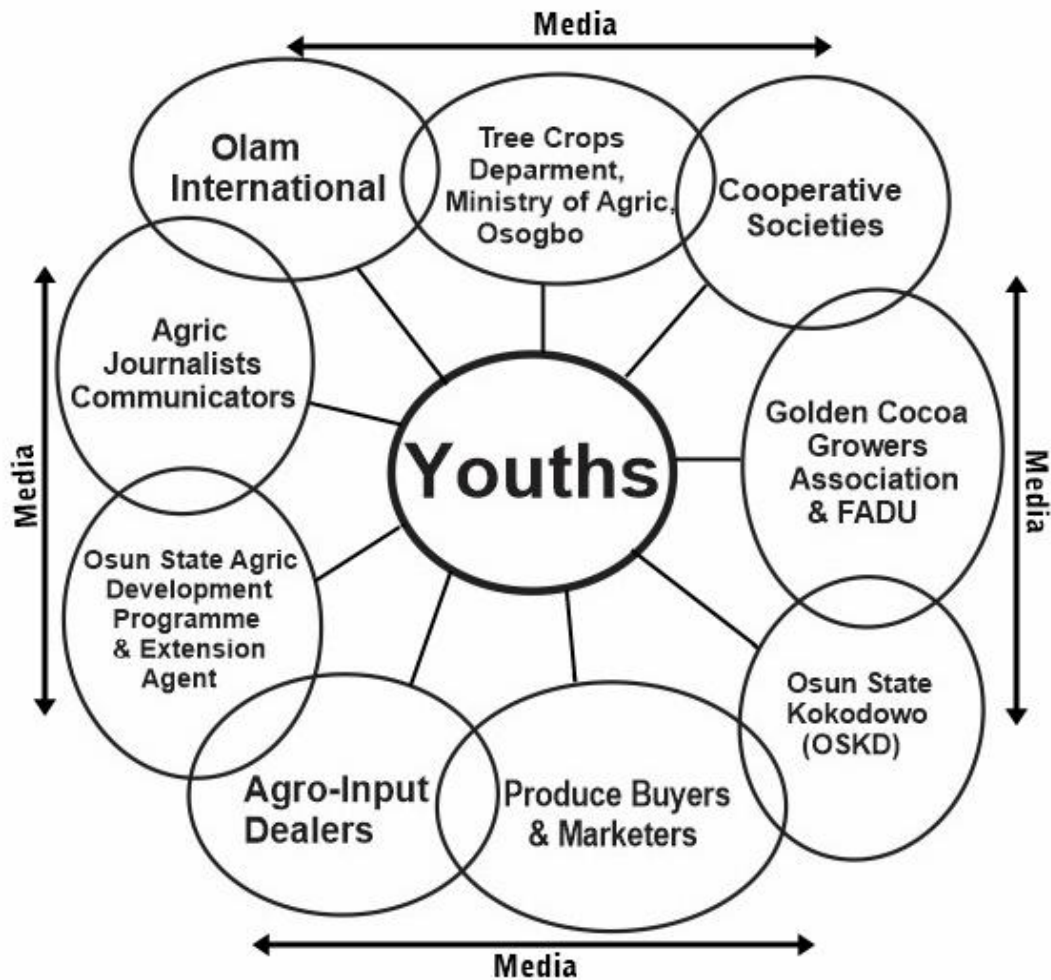 Media
Olam
International
Tree Crops
Deparment,
Ministry of Agric,
Osogbo
Cooperative
Societies
Agric
Journalists
Communicators
Youths
Golden Cocoa
Growers
Association
& FADU
Media
Media
Osun State Agric
Development
Programme
& Extension
Agent
Osun State
Kokodowo
(OSKD)
Agro-Input
Dealers
Produce Buyers
& Marketers
Media